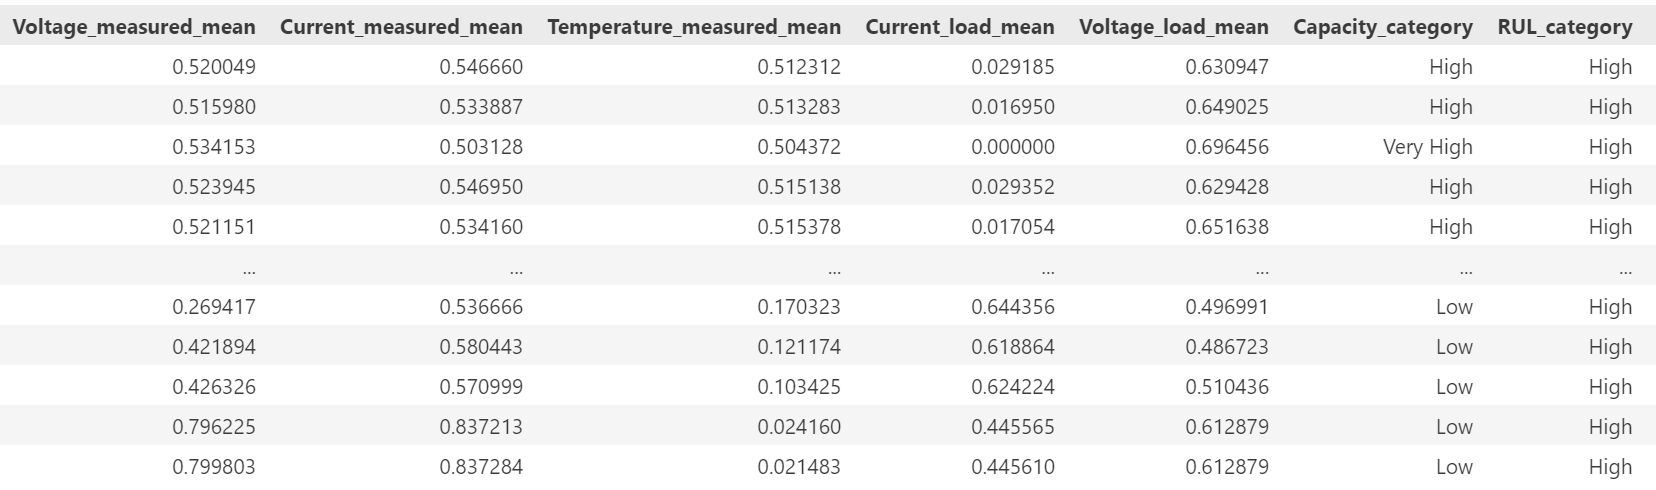 Voltage_measured_mean Current_measured_mean Temperature_measured_mean Current_load_mean Voltage_load_mean Capacity_category RUL_category
0.520049 0.546660 0.512312 0.029185 0.630947 High High
0.515980 0.533887 0.513283 0.016950 0.649025 High High
0.534153 0.503128 0.504372 0.000000 0.696456 Very High High
0.523945 0.546950 0.515138 0.029352 0.629428 High High
0.521151 0.534160 0.515378 0.017054 0.651638 High High
... ... ... ... ... ... ...
0.269417 0.536666 0.170323 0.644356 0.496991 Low High
0.421894 0.580443 0.121174 0.618864 0.486723 Low High
0.426326 0.570999 0.103425 0.624224 0.510436 Low High
0.796225 0.837213 0.024160 0.445565 0.612879 Low High
0.799803 0.837284 0.021483 0.445610 0.612879 Low High